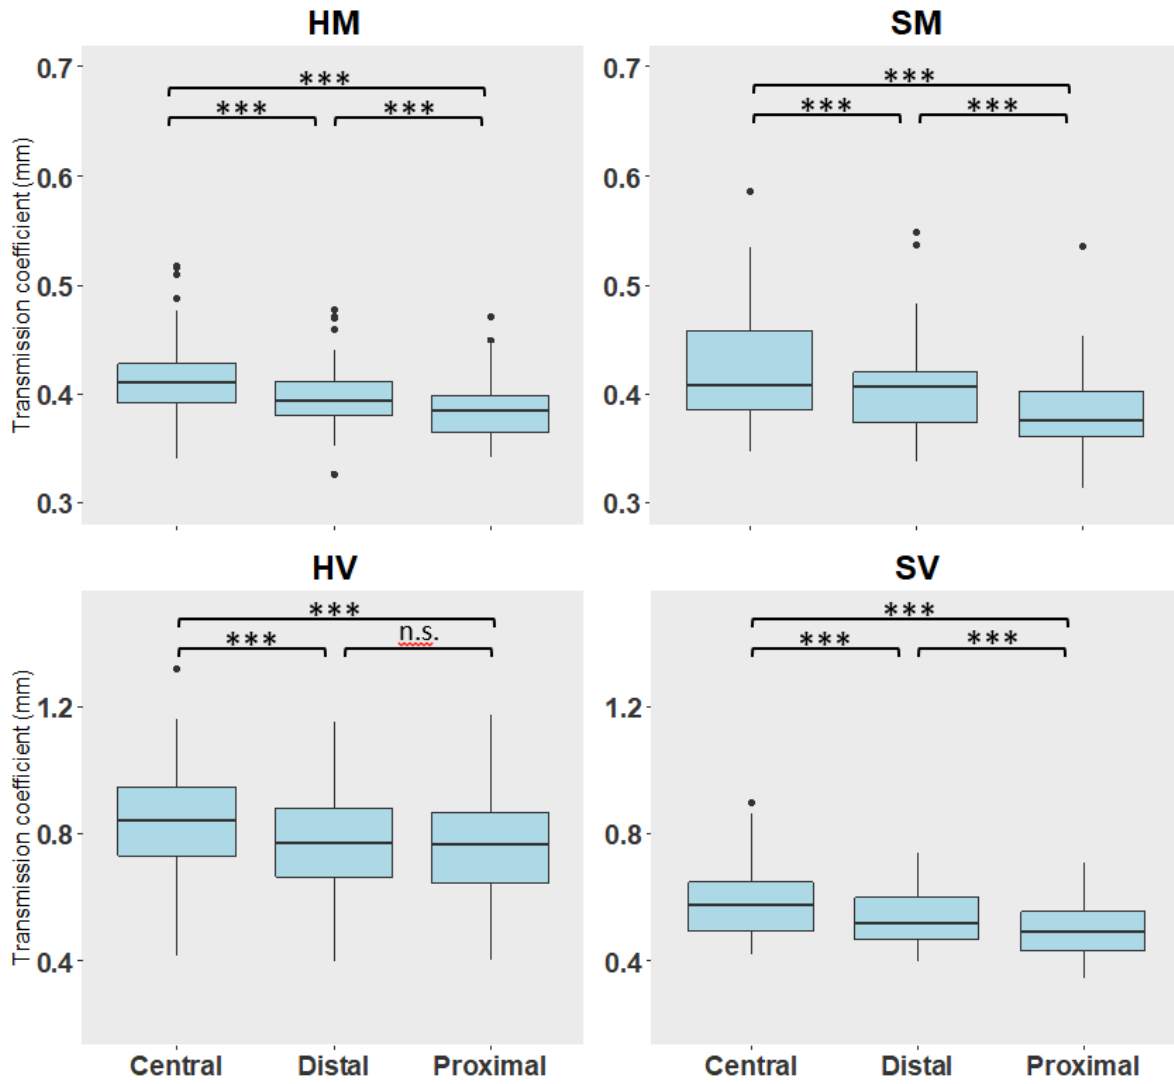 HM
0.7
0.6
0.5
0.4
0.3
Transmission coefficient (mm)
***
*** ***
SM
0.7
0.6
0.5
0.4
0.3
***
*** ***
HV
1.2
0.8
0.4
Transmission coefficient (mm)
***
*** n.s.
Central Distal Proximal
SV
1.2
0.8
0.4
***
*** ***
Central Distal Proximal